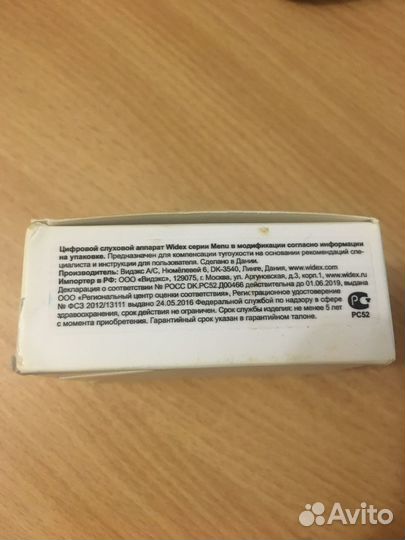 Цифровой слуховой аппарат Widex серии Menu в модификации согласно информации
на упаковке. Предназначен для компенсации тугоухости на основании рекомендаций спе-
циалиста и инструкции для пользователя. Сделано в Дании.
Производитель: Видэкс А/С, Нюмёллевей 6, DK-3540, Линге, Дания, www.widex.com
Импортер в РФ: ООО «Видэкс», 129075, г. Москва, ул. Аргуновская, д.3, корп.1, www.widex.ru
Декларация о соответствии № РОСС DK.PC52.Д00466 действительна до 01.06.2019, выдана
ООО «Региональный центр оценки соответствия», Регистрационное удостоверение
№ ФСЗ 2012/13111 выдано 24.05.2016 Федеральной службой по надзору в сфере
здравоохранения, срок действия не ограничен. Срок службы изделия: не менее 5 лет
с момента приобретения. Гарантийный срок указан в гарантийном талоне.
РС52
Avito